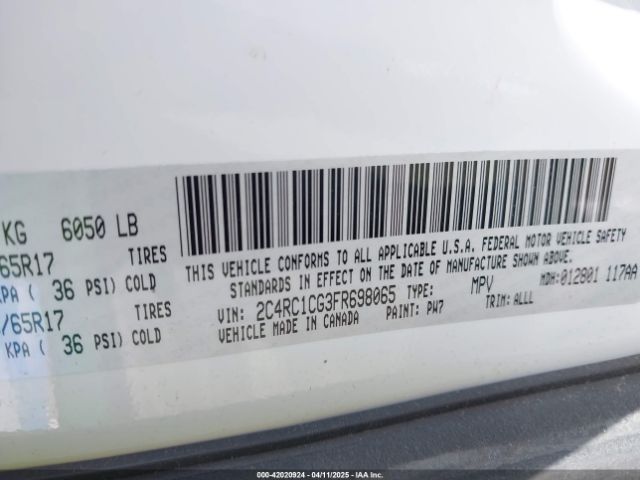 KG 6050 LB
65R17 TIRES
KPA ( 36 PSI) COLD
/65R17 TIRES
KPA ( 36 PSI) COLD
THIS VEHICLE CONFORMS TO ALL APPLICABLE U.S.A. FEDERAL MOTOR VEHICLE SAFETY
STANDARDS IN EFFECT ON THE DATE OF MANUFACTURE SHOWN ABOVE.
VIN: 2C4RC1CG3FR698065 TYPE: MPV MDH:012801 117AA
VEHICLE MADE IN CANADA PAINT: PW7 TRIM: ALLL
000-42020924 - 04/11/2025 - Copyright © 2025 IAA, Inc.